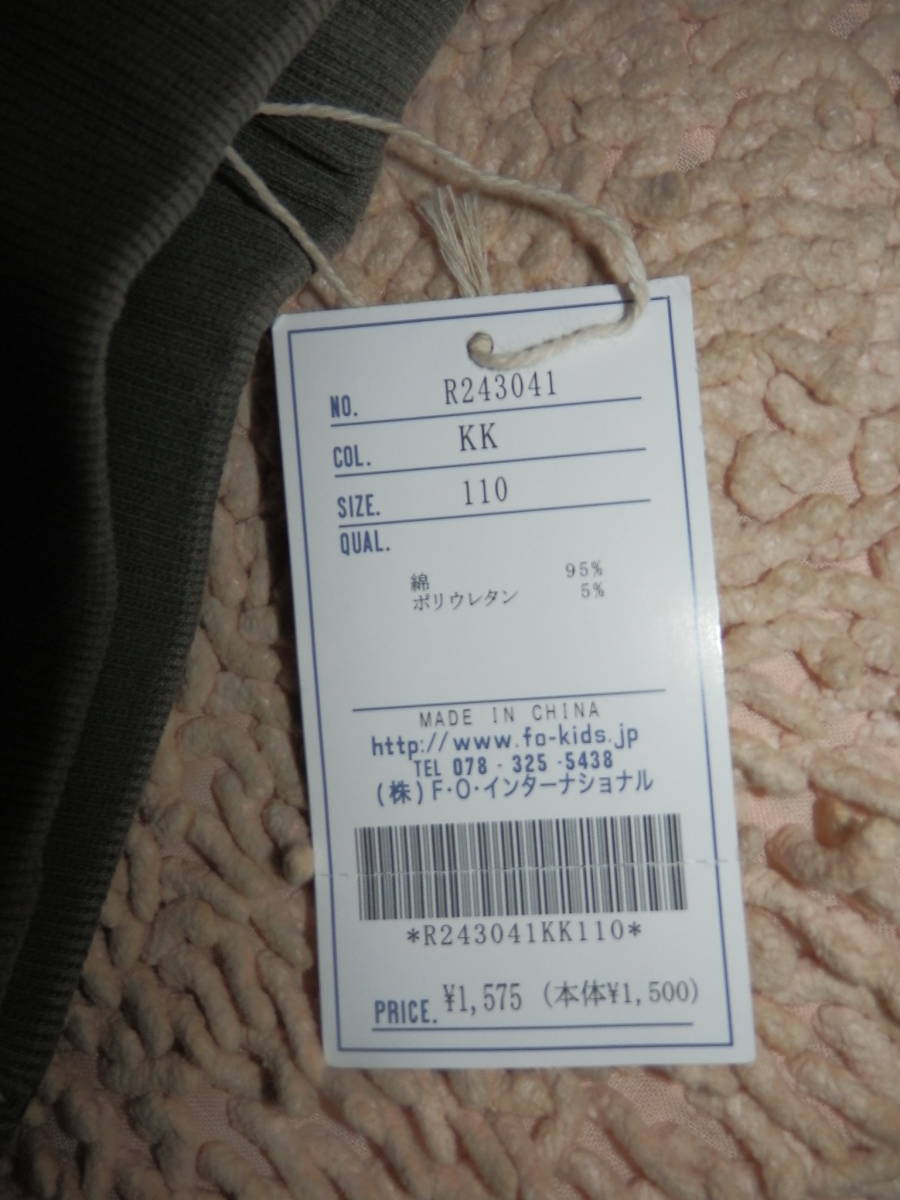 NO. R243041
COL. KK
SIZE. 110
QUAL.
綿 95%
ポリウレタン 5%
MADE IN CHINA
http://www.fo-kids.jp
TEL 078-325-5438
(株)F・O・インターナショナル
*R243041KK110*
PRICE. ¥1,575 (本体¥1,500)